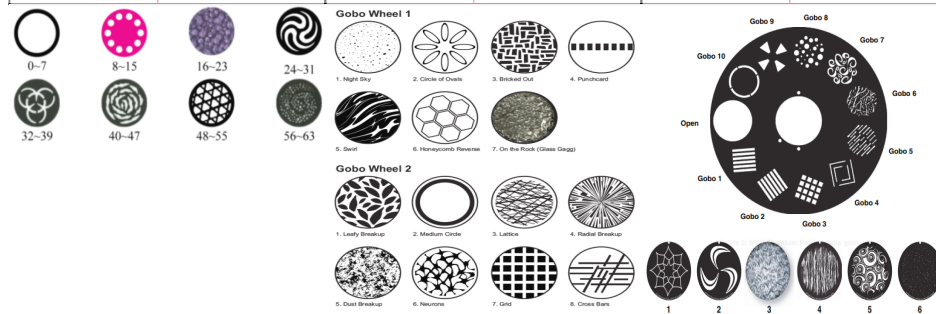 0~7 8~15 16~23 24~31
32~39 40~47 48~55 56~63
Gobo Wheel 1
1. Night Sky 2. Circle of Ovals 3. Bricked Out 4. Punchcard
5. Swirl 6. Honeycomb Reverse 7. On the Rock (Glass Gagg)
Gobo Wheel 2
1. Leafy Breakup 2. Medium Circle 3. Lattice 4. Radial Breakup
5. Dust Breakup 6. Neurons 7. Grid 8. Cross Bars
Gobo 8
Gobo 9
Gobo 7
Gobo 10
Gobo 6
Open
Gobo 5
Gobo 1
Gobo 4
Gobo 2
Gobo 3
1 2 3 4 5 6